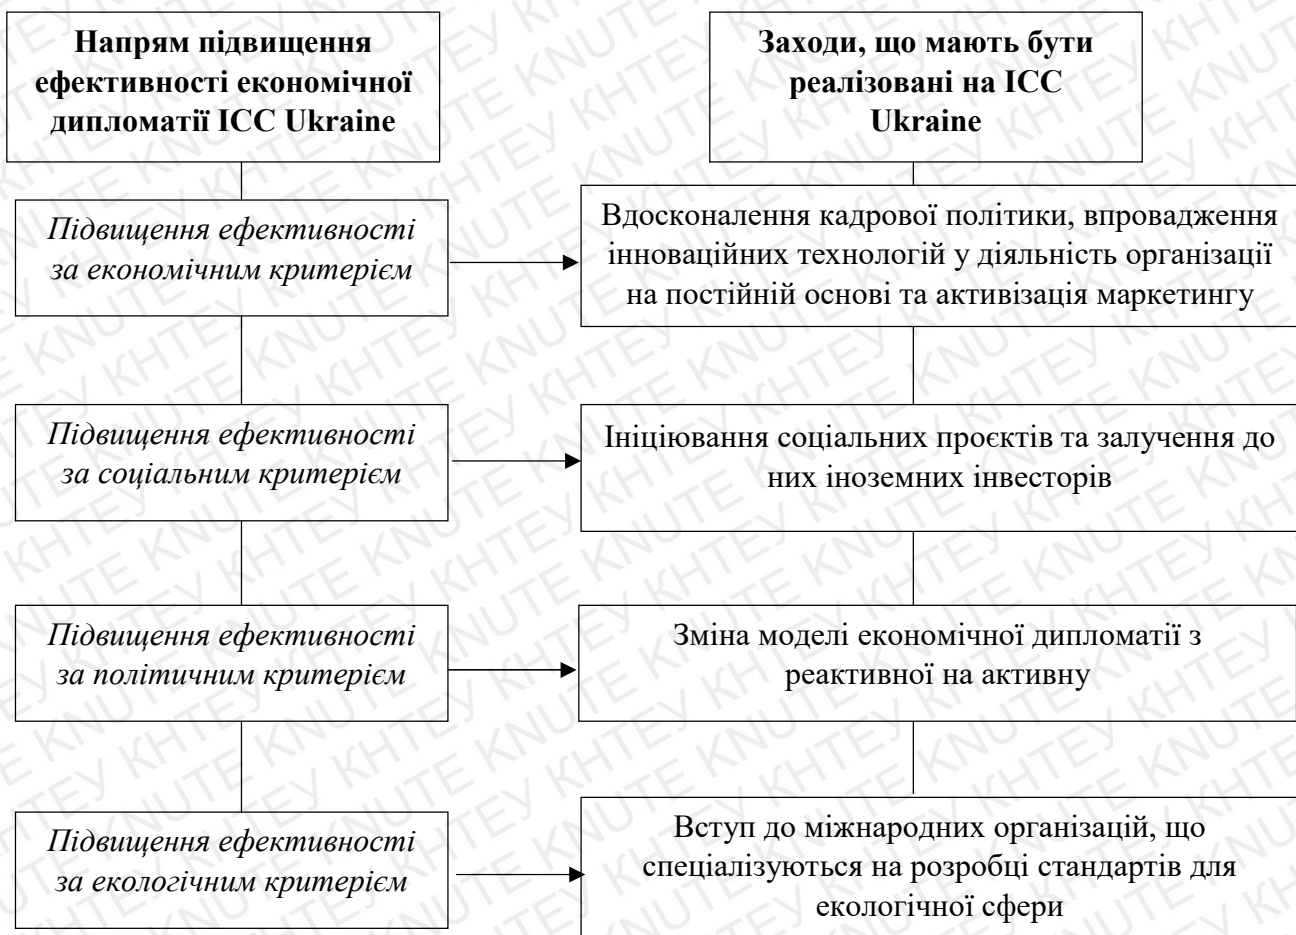 Напрям підвищення
ефективності економічної
дипломатії ICC Ukraine
Заходи, що мають бути
реалізовані на ICC
Ukraine
Підвищення ефективності
за економічним критерієм
Вдосконалення кадрової політики, впровадження
інноваційних технологій у діяльність організації
на постійній основі та активізація маркетингу
Підвищення ефективності
за соціальним критерієм
Ініціювання соціальних проєктів та залучення до
них іноземних інвесторів
Підвищення ефективності
за політичним критерієм
Зміна моделі економічної дипломатії з
реактивної на активну
Підвищення ефективності
за екологічним критерієм
Вступ до міжнародних організацій, що
спеціалізуються на розробці стандартів для
екологічної сфери